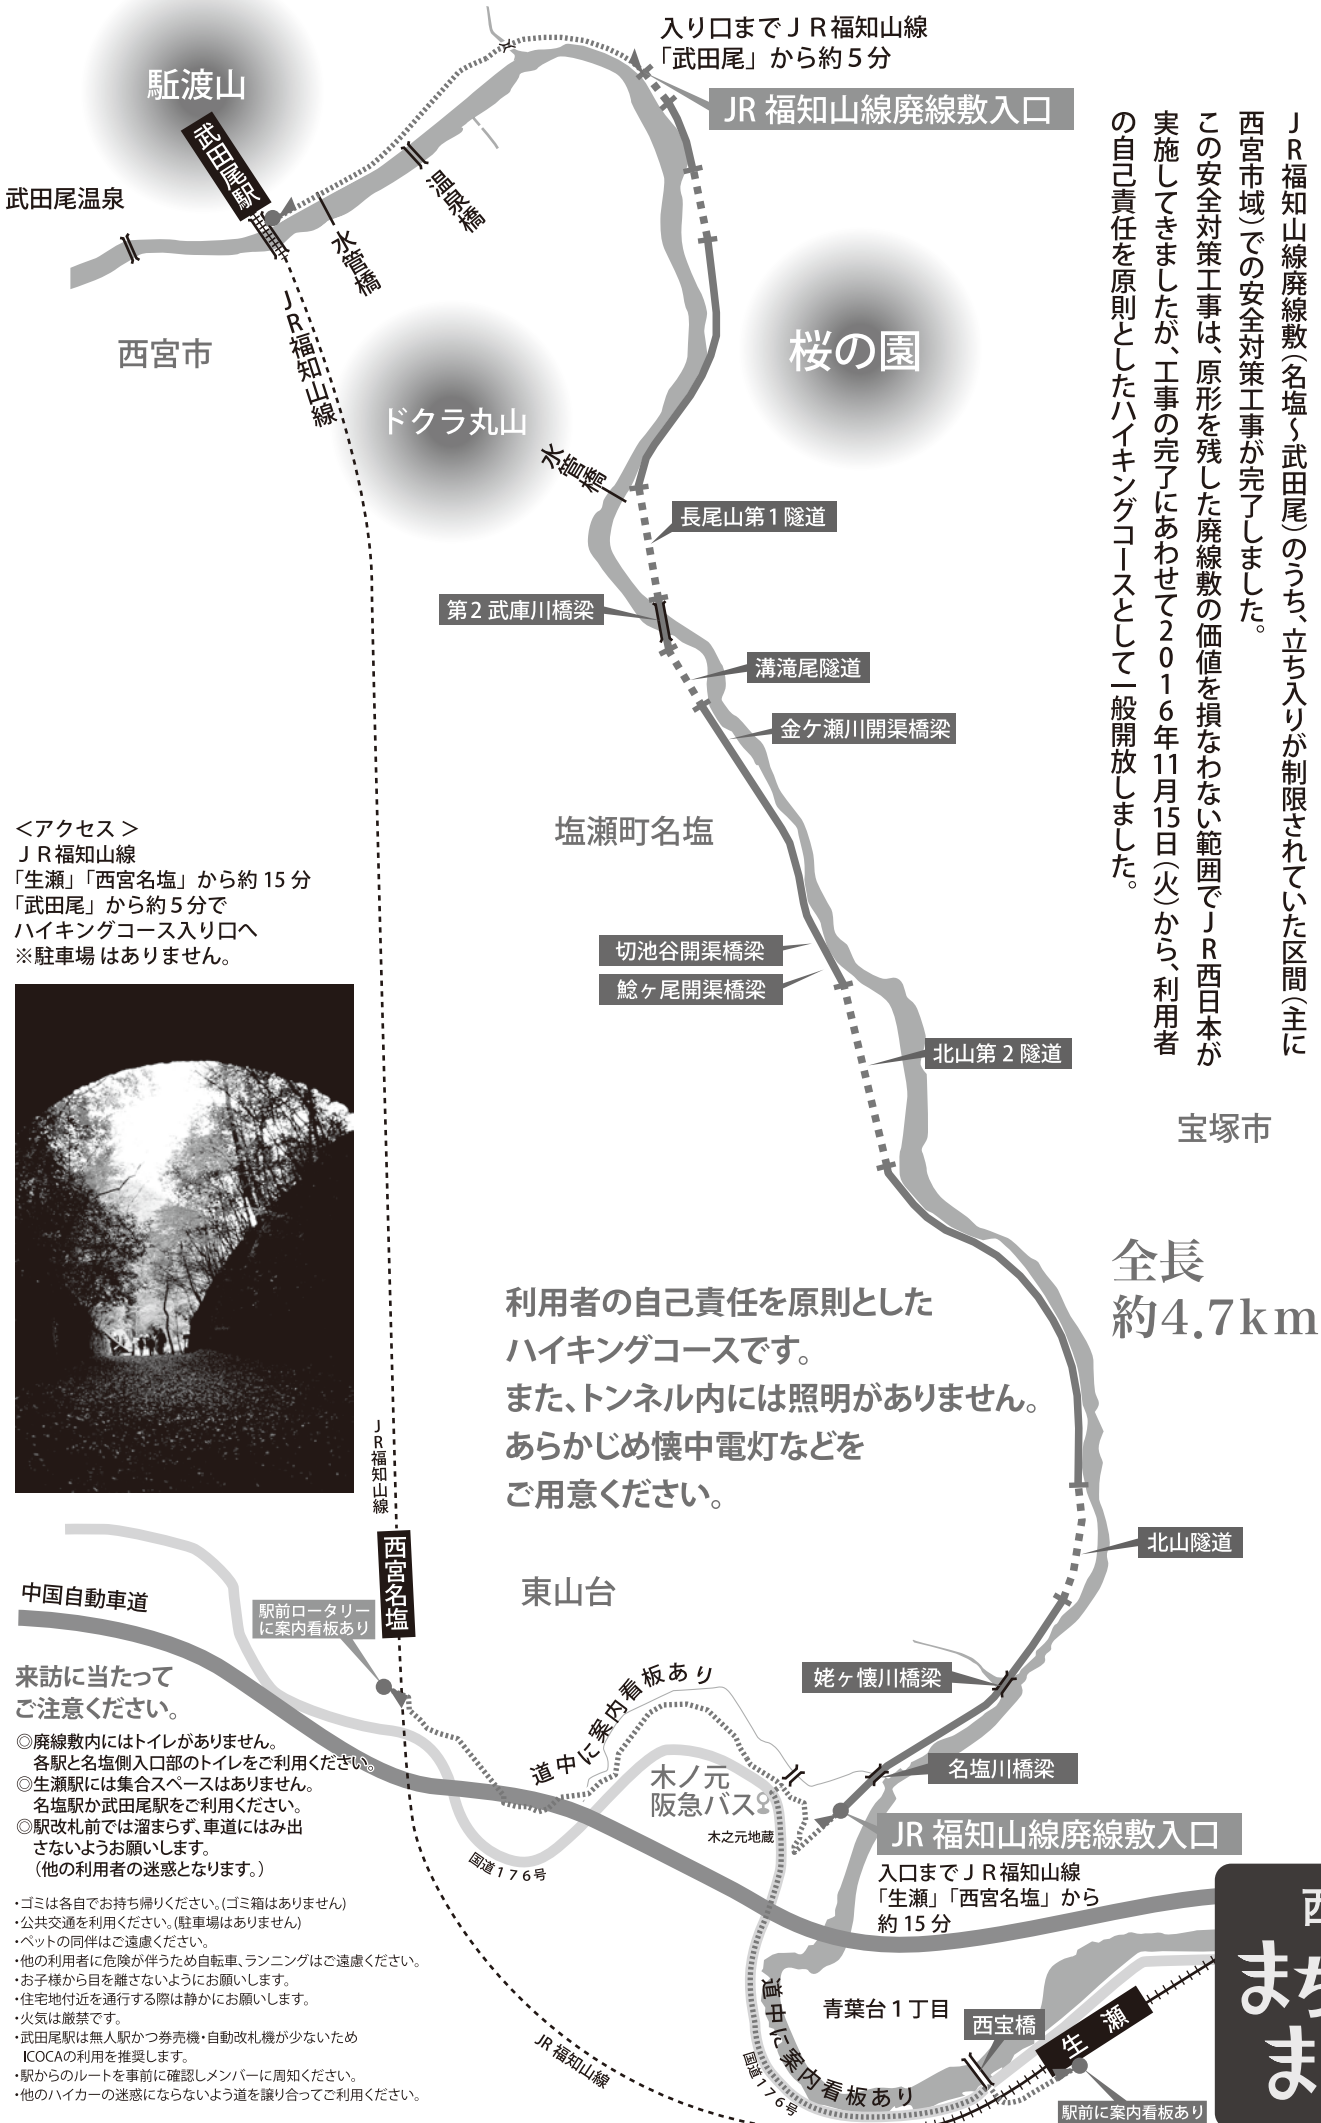 入り口までＪＲ福知山線
「武田尾」から約５分
JR 福知山線廃線敷入口
駈渡山
武田尾駅
武田尾温泉
温泉橋
水管橋
JR福知山線
西宮市
桜の園
ドクラ丸山
水管橋
JR福知山線廃線敷（名塩～武田尾）のうち、立ち入りが制限されていた区間（主に
西宮市域）での安全対策工事が完了しました。
この安全対策工事は、原形を残した廃線敷の価値を損なわない範囲でJR西日本が
実施してきましたが、工事の完了にあわせて2016年11月15日（火）から、利用者
の自己責任を原則としたハイキングコースとして一般開放しました。
長尾山第１隧道
第２武庫川橋梁
溝滝尾隧道
金ケ瀬川開渠橋梁
塩瀬町名塩
＜アクセス＞
ＪＲ福知山線
「生瀬」「西宮名塩」から約 15 分
「武田尾」から約５分で
ハイキングコース入り口へ
※駐車場 はありません。
切池谷開渠橋梁
鯰ヶ尾開渠橋梁
北山第２隧道
宝塚市
全長
約4.7km
利用者の自己責任を原則とした
ハイキングコースです。
また、トンネル内には照明がありません。
あらかじめ懐中電灯などを
ご用意ください。
JR福知山線
西宮名塩
北山隧道
東山台
中国自動車道
駅前ロータリー
に案内看板あり
来訪に当たって
ご注意ください。
◎廃線敷内にはトイレがありません。
各駅と名塩側入口部のトイレをご利用ください。
◎生瀬駅には集合スペースはありません。
名塩駅か武田尾駅をご利用ください。
◎駅改札前では溜まらず、車道にはみ出
さないようお願いします。
（他の利用者の迷惑となります。）
・ゴミは各自でお持ち帰りください。(ゴミ箱はありません)
・公共交通を利用ください。(駐車場はありません)
・ペットの同伴はご遠慮ください。
・他の利用者に危険が伴うため自転車、ランニングはご遠慮ください。
・お子様から目を離さないようにお願いします。
・住宅地付近を通行する際は静かにお願いします。
・火気は厳禁です。
・武田尾駅は無人駅かつ券売機・自動改札機が少ないため
ICOCAの利用を推奨します。
・駅からのルートを事前に確認しメンバーに周知ください。
・他のハイカーの迷惑にならないよう道を譲り合ってご利用ください。
道中に案内看板あり
姥ヶ懐川橋梁
名塩川橋梁
木ノ元
阪急バス
木之元地蔵
国道１７６号
JR 福知山線廃線敷入口
入口までＪＲ福知山線
「生瀬」「西宮名塩」から
約 15 分
道中に案内看板あり
青葉台１丁目
西宝橋
生瀬
JR福知山線
国道１７６号
駅前に案内看板あり
西
まち
ま